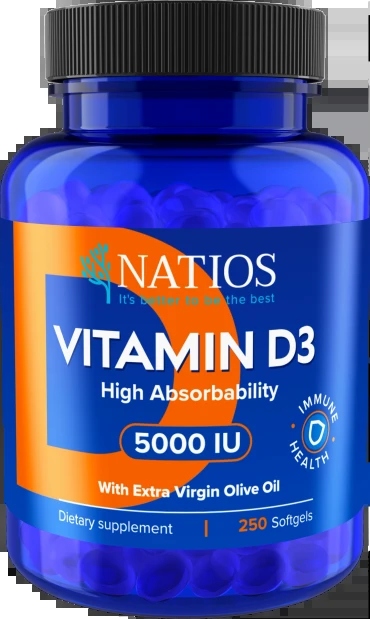 NATIOS
It's better to be the best
VITAMIN D3
High Absorbability
5000 IU
IMMUNE
HEALTH
With Extra Virgin Olive Oil
Dietary supplement | 250 Softgels